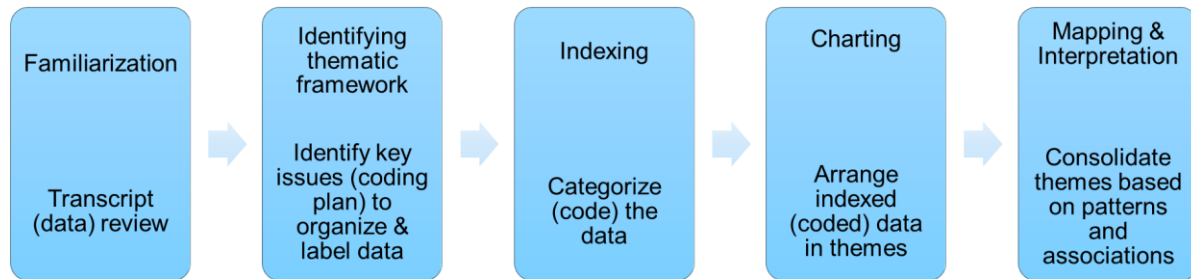 Familiarization
Transcript
(data) review
Identifying
thematic
framework
Identify key
issues (coding
plan) to
organize &
label data
Indexing
Categorize
(code) the
data
Charting
Arrange
indexed
(coded) data
in themes
Mapping &
Interpretation
Consolidate
themes based
on patterns
and
associations